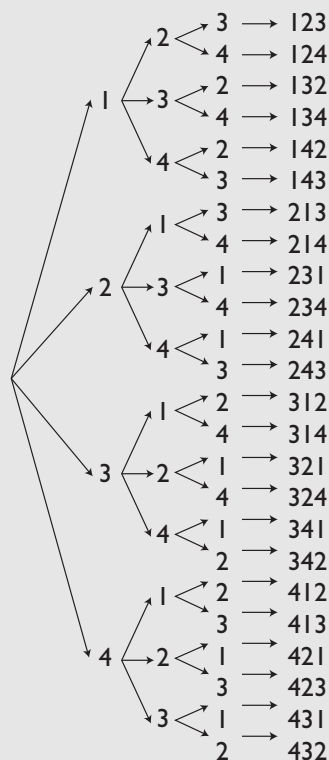 3 → 123
2
4 → 124
2 → 132
1 → 3
4 → 134
2 → 142
4
3 → 143
3 → 213
1
4 → 214
1 → 231
2 → 3
4 → 234
1 → 241
4
3 → 243
2 → 312
1
4 → 314
1 → 321
3 → 2
4 → 324
1 → 341
4
2 → 342
2 → 412
1
3 → 413
1 → 421
4 → 2
3 → 423
1 → 431
3
2 → 432